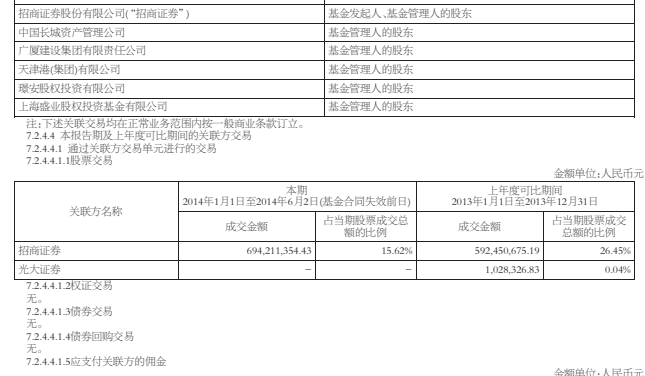 招商证券股份有限公司(“招商证券”) 基金发起人、基金管理人的股东
中国长城资产管理公司 基金管理人的股东
广厦建设集团有限责任公司 基金管理人的股东
天津港(集团)有限公司 基金管理人的股东
璟安股权投资有限公司 基金管理人的股东
上海盛业股权投资基金有限公司 基金管理人的股东
注:下述关联交易均在正常业务范围内按一般商业条款订立。
7.2.4.4 本报告期及上年度可比期间的关联方交易
7.2.4.4.1 通过关联方交易单元进行的交易
7.2.4.4.1.1股票交易
金额单位:人民币元
关联方名称
本期 上年度可比期间
2014年1月1日至2014年6月2日(基金合同失效前日) 2013年1月1日至2013年12月31日
成交金额 占当期股票交易总 成交金额 占当期股票成交
额的比例 总额的比例
招商证券 694,211,354.43 15.62% 592,450,675.19 26.45%
光大证券 – – 1,028,326.83 0.04%
7.2.4.4.1.2权证交易
无。
7.2.4.4.1.3债券交易
无。
7.2.4.4.1.4债券回购交易
无。
7.2.4.4.1.5应支付关联方的佣金
金额单位:人民币元